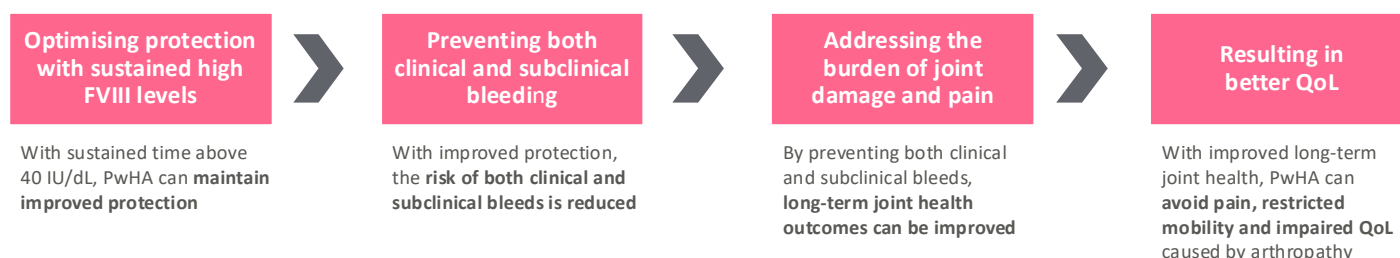 Optimising protection
with sustained high
FVIII levels
With sustained time above
40 IU/dL, PwHA can maintain
improved protection
Preventing both
clinical and subclinical
bleeding
With improved protection,
the risk of both clinical and
subclinical bleeds is reduced
Addressing the
burden of joint
damage and pain
By preventing both clinical
and subclinical bleeds,
long-term joint health
outcomes can be improved
Resulting in
better QoL
With improved long-term
joint health, PwHA can
avoid pain, restricted
mobility and impaired QoL
caused by arthropathy